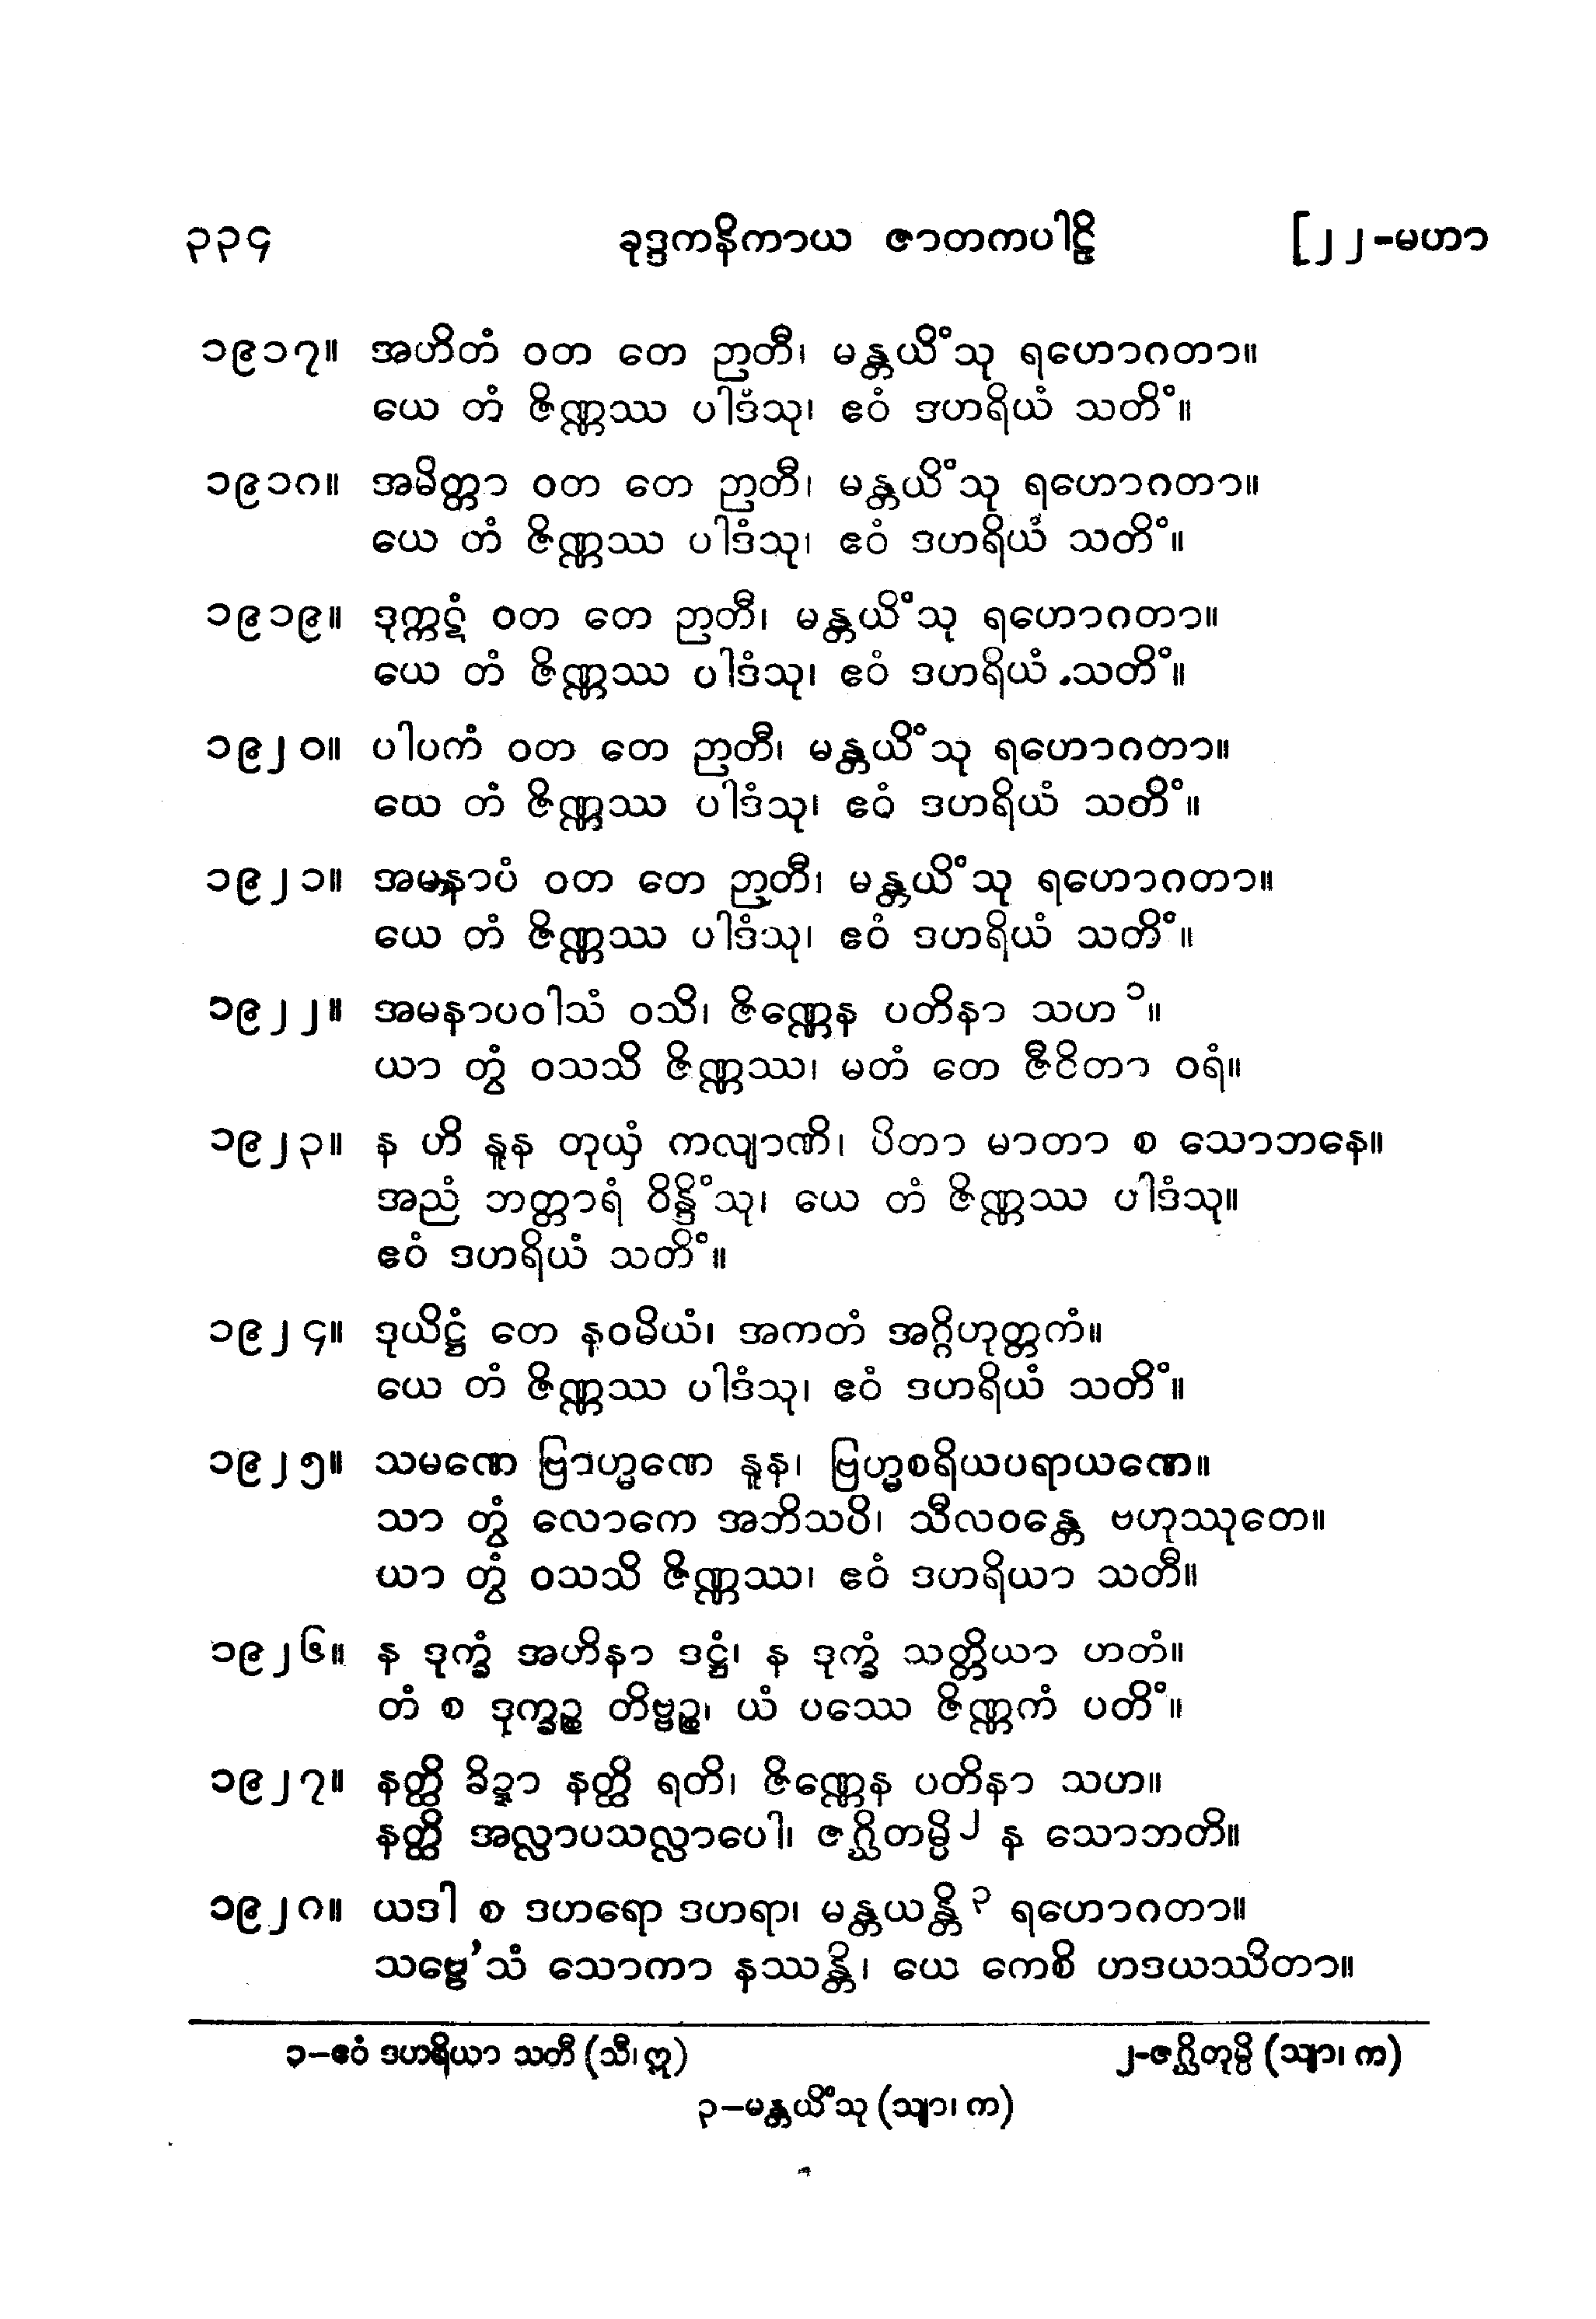 ၃၃၄ ခုဒ္ဒကနိကာယ ဇာတကပါဠိ [၂၂-မဟာ
၁၉၁၇။ အဟိတံ ဝတ တေ ဉာတီ၊ မန္တယိံသု ရဟောဂတာ။
ယေ တံ ဇိဏ္ဏဿ ပါဒံသု၊ ဧဝံ ဒဟရိယံ သတိံ။
၁၉၁၈။ အမိတ္တာ ဝတ တေ ဉာတီ၊ မန္တယိံသု ရဟောဂတာ။
ယေ တံ ဇိဏ္ဏဿ ပါဒံသု၊ ဧဝံ ဒဟရိယံ သတိံ။
၁၉၁၉။ ဒုက္ကဋံ ဝတ တေ ဉာတီ၊ မန္တယိံသု ရဟောဂတာ။
ယေ တံ ဇိဏ္ဏဿ ပါဒံသု၊ ဧဝံ ဒဟရိယံ သတိံ။
၁၉၂၀။ ပါပကံ ဝတ တေ ဉာတီ၊ မန္တယိံသု ရဟောဂတာ။
ယေ တံ ဇိဏ္ဏဿ ပါဒံသု၊ ဧဝံ ဒဟရိယံ သတိံ။
၁၉၂၁။ အမနာပံ ဝတ တေ ဉာတီ၊ မန္တယိံသု ရဟောဂတာ။
ယေ တံ ဇိဏ္ဏဿ ပါဒံသု၊ ဧဝံ ဒဟရိယံ သတိံ။
၁၉၂၂။ အမနာပဝါသံ ဝသိ၊ ဇိဏ္ဏေန ပတိနာ သဟ ၁။
ယာ တွံ ဝသသိ ဇိဏ္ဏဿ၊ မတံ တေ ဇီဝိတာ ဝရံ။
၁၉၂၃။ န ဟိ နူန တုယှံ ကလျာဏိ၊ ပိတာ မာတာ စ သောဘနေ။
အညံ ဘတ္တာရံ ဝိန္ဒိံသု၊ ယေ တံ ဇိဏ္ဏဿ ပါဒံသု။
ဧဝံ ဒဟရိယံ သတိံ။
၁၉၂၄။ ဒုယိဋ္ဌံ တေ နဝမိယံ၊ အကတံ အဂ္ဂိဟုတ္တကံ။
ယေ တံ ဇိဏ္ဏဿ ပါဒံသု၊ ဧဝံ ဒဟရိယံ သတိံ။
၁၉၂၅။ သမဏေ ဗြာဟ္မဏေ နူန၊ ဗြဟ္မစရိယပရာယဏေ။
သာ တွံ လောကေ အဘိသပိ၊ သီလဝန္တေ ဗဟုဿုတေ။
ယာ တွံ ဝသသိ ဇိဏ္ဏဿ၊ ဧဝံ ဒဟရိယာ သတီ။
၁၉၂၆။ န ဒုက္ခံ အဟိနာ ဒဋ္ဌံ၊ န ဒုက္ခံ သတ္တိယာ ဟတံ။
တံ စ ဒုက္ခဉ္စ တိဗ္ဗဉ္စ၊ ယံ ပဿေ ဇိဏ္ဏကံ ပတိံ။
၁၉၂၇။ နတ္ထိ ခိဍ္ဍာ နတ္ထိ ရတိ၊ ဇိဏ္ဏေန ပတိနာ သဟ။
နတ္ထိ အလ္လာပသလ္လာပေါ၊ ဇဂ္ဃိတမ္ပိ ၂ န သောဘတိ။
၁၉၂၈။ ယဒါ စ ဒဟရော ဒဟရာ၊ မန္တယန္တိ ၃ ရဟောဂတာ။
သဗ္ဗေ'သံ သောကာ နဿန္တိ၊ ယေ ကေစိ ဟဒယဿိတာ။
၁–ဧဝံ ဒဟရိယာ သတီ (သီ၊ ဣ) ၂–ဇဂ္ဃိတုမ္ပိ (သျာ၊ က)
၃–မန္တယိံသု (သျာ၊ က)